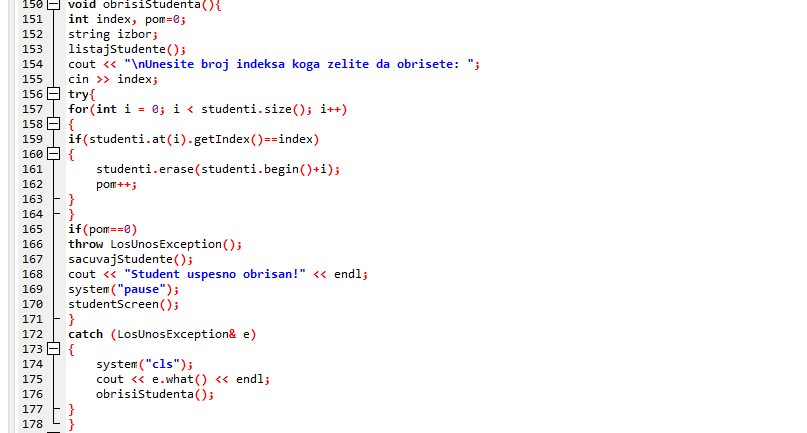 150 void obrisiStudenta(){
151 int index, pom=0;
152 string izbor;
153 listajStudente();
154 cout << "\nUnesite broj indeksa koga zelite da obrisete: ";
155 cin >> index;
156 try{
157 for(int i = 0; i < studenti.size(); i++)
158 {
159 if(studenti.at(i).getIndex()==index)
160 {
161     studenti.erase(studenti.begin()+i);
162     pom++;
163 }
164 }
165 if(pom==0)
166 throw LosUnosException();
167 sacuvajStudente();
168 cout << "Student uspesno obrisan!" << endl;
169 system("pause");
170 studentScreen();
171 }
172 catch (LosUnosException& e)
173 {
174     system("cls");
175     cout << e.what() << endl;
176     obrisiStudenta();
177 }
178 }